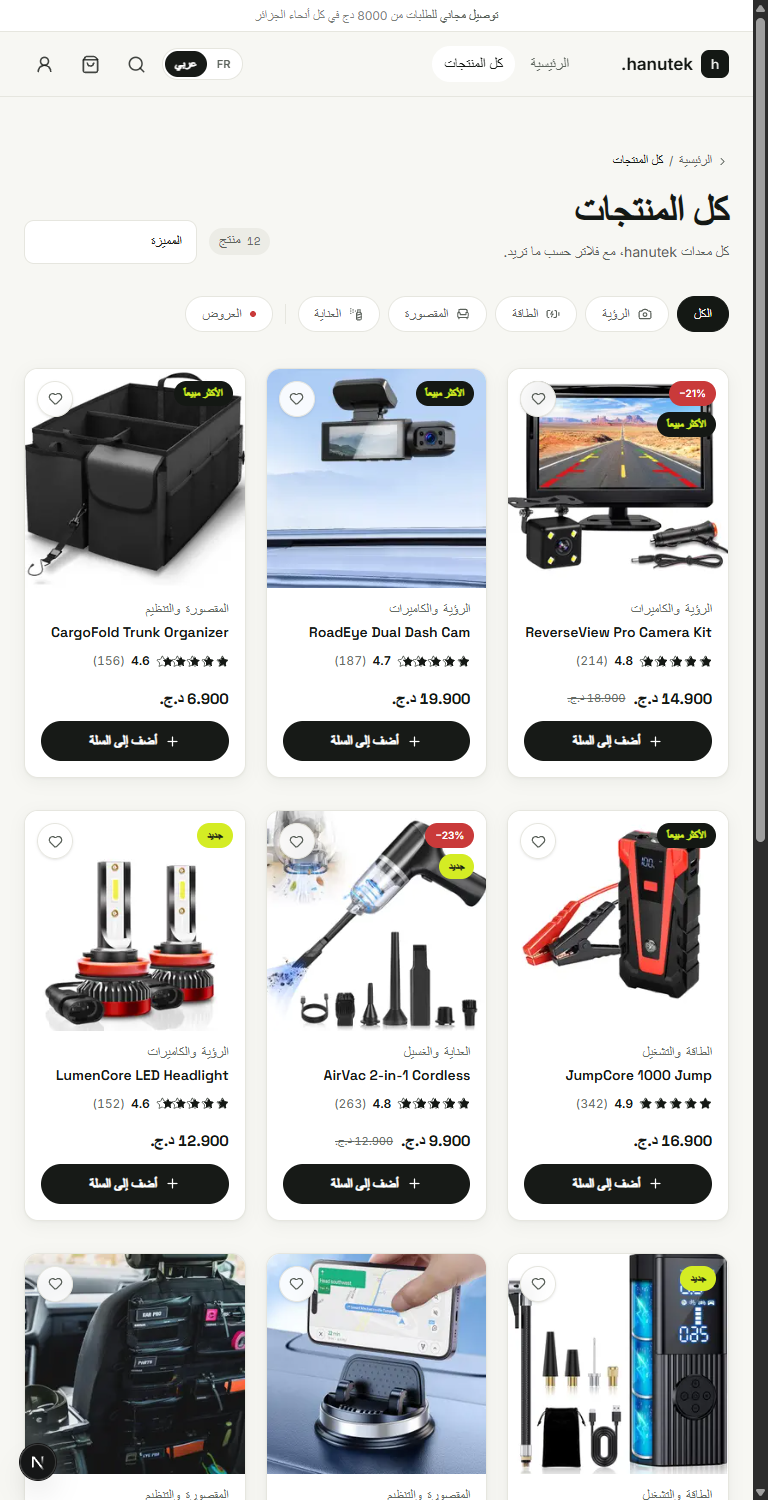 توصيل مجاني للطلبات من 8000 دج في كل أنحاء الجزائر
h hanutek.
الرئيسية
كل المنتجات
FR
عربي
الرئيسية / كل المنتجات
كل المنتجات
كل معدات hanutek، مع فلاتر حسب ما تريد.
12 منتج
المميزة
الكل
الرؤية
الطاقة
المقصورة
العناية
العروض
−21%
الأكثر مبيعاً
الرؤية والكاميرات
ReverseView Pro Camera Kit
4.8 (214)
14.900 د.ج. 18.900 د.ج.
أضف إلى السلة
الأكثر مبيعاً
الرؤية والكاميرات
RoadEye Dual Dash Cam
4.7 (187)
19.900 د.ج.
أضف إلى السلة
الأكثر مبيعاً
المقصورة والتنظيم
CargoFold Trunk Organizer
4.6 (156)
6.900 د.ج.
أضف إلى السلة
الأكثر مبيعاً
الطاقة والتشغيل
JumpCore 1000 Jump
4.9 (342)
16.900 د.ج.
أضف إلى السلة
−23%
جديد
العناية والغسيل
AirVac 2-in-1 Cordless
4.8 (263)
9.900 د.ج. 12.900 د.ج.
أضف إلى السلة
جديد
الرؤية والكاميرات
LumenCore LED Headlight
4.6 (152)
12.900 د.ج.
أضف إلى السلة
جديد
الطاقة والتشغيل
Head southwest
المقصورة والتنظيم
المقصورة والتنظيم
N